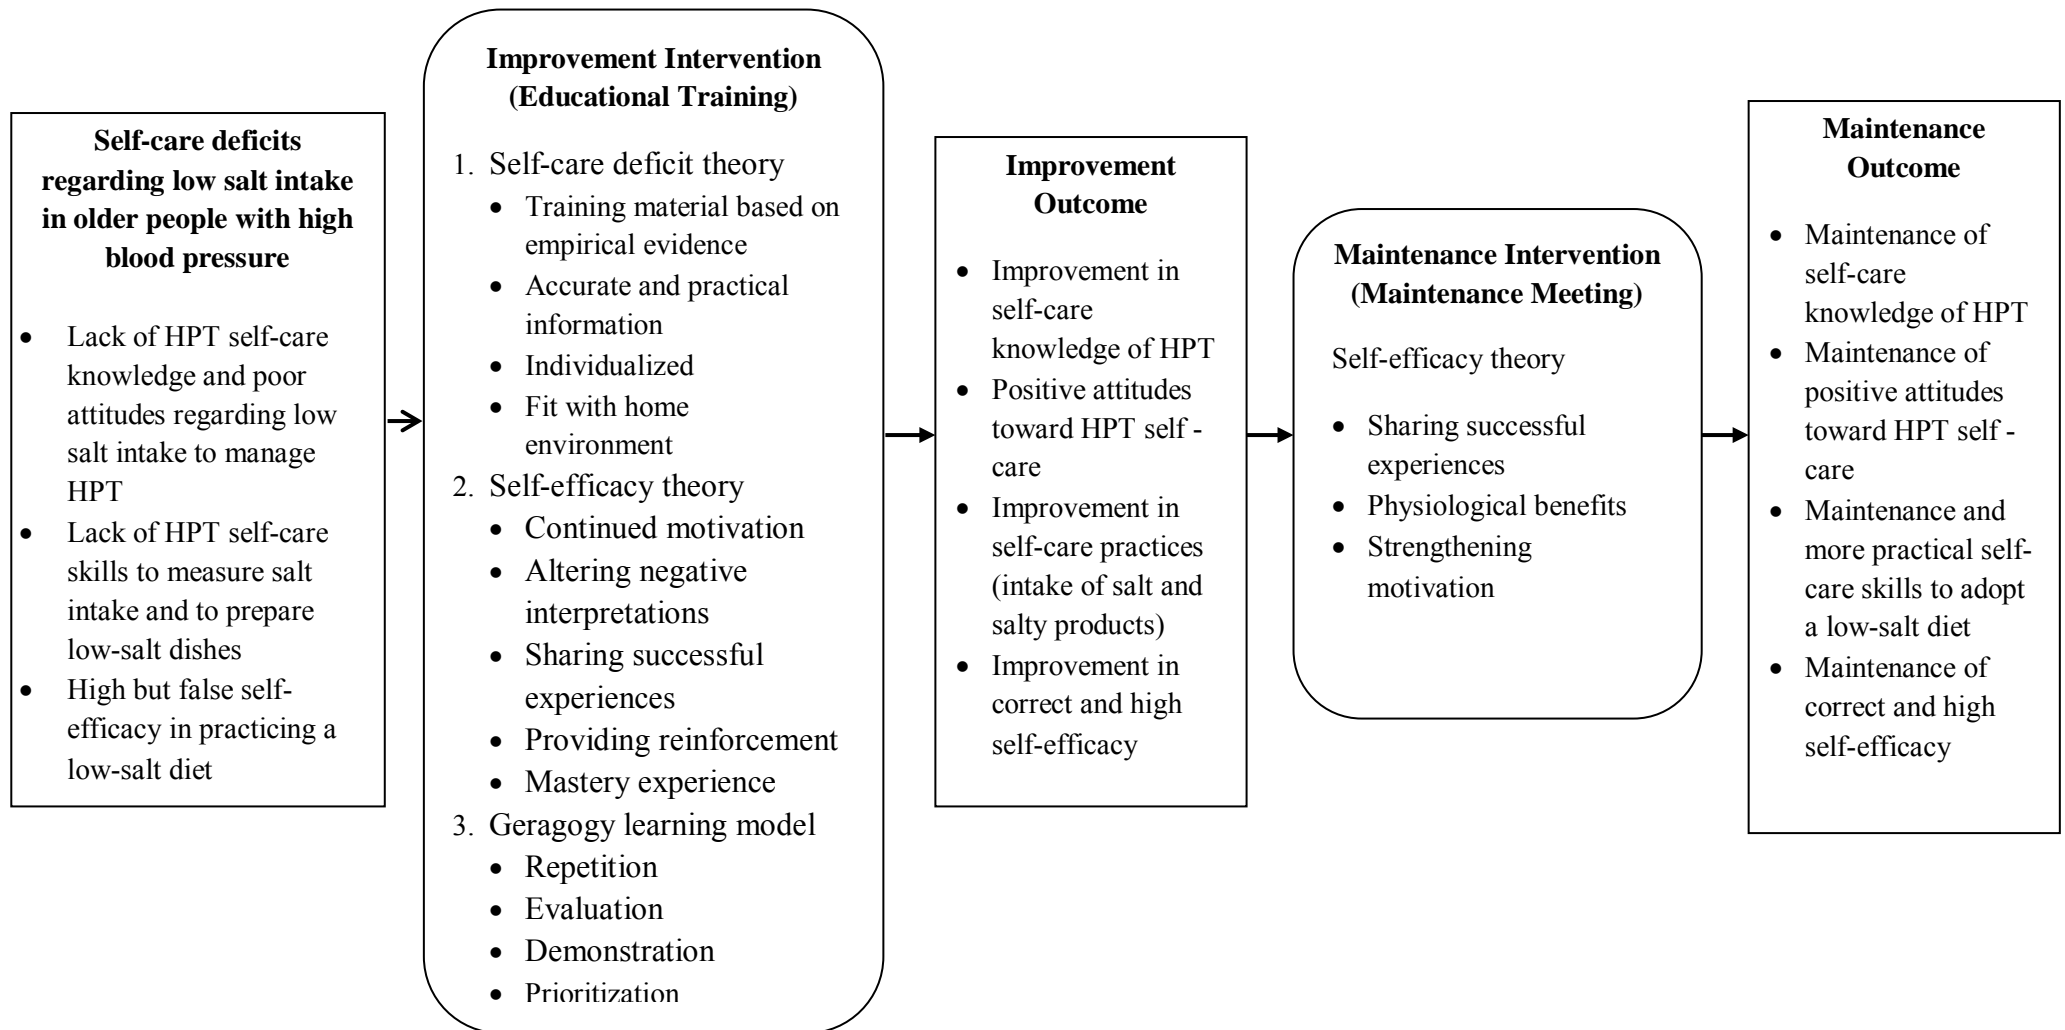 Self-care deficits
regarding low salt intake
in older people with high
blood pressure
• Lack of HPT self-care
knowledge and poor
attitudes regarding low
salt intake to manage
HPT
• Lack of HPT self-care
skills to measure salt
intake and to prepare
low-salt dishes
• High but false self-
efficacy in practicing a
low-salt diet
Improvement Intervention
(Educational Training)
1. Self-care deficit theory
• Training material based on
empirical evidence
• Accurate and practical
information
• Individualized
• Fit with home
environment
2. Self-efficacy theory
• Continued motivation
• Altering negative
interpretations
• Sharing successful
experiences
• Providing reinforcement
• Mastery experience
3. Geragogy learning model
• Repetition
• Evaluation
• Demonstration
• Prioritization
Improvement
Outcome
• Improvement in
self-care
knowledge of HPT
• Positive attitudes
toward HPT self -
care
• Improvement in
self-care practices
(intake of salt and
salty products)
• Improvement in
correct and high
self-efficacy
Maintenance Intervention
(Maintenance Meeting)
Self-efficacy theory
• Sharing successful
experiences
• Physiological benefits
• Strengthening
motivation
Maintenance
Outcome
• Maintenance of
self-care
knowledge of HPT
• Maintenance of
positive attitudes
toward HPT self -
care
• Maintenance and
more practical self-
care skills to adopt
a low-salt diet
• Maintenance of
correct and high
self-efficacy